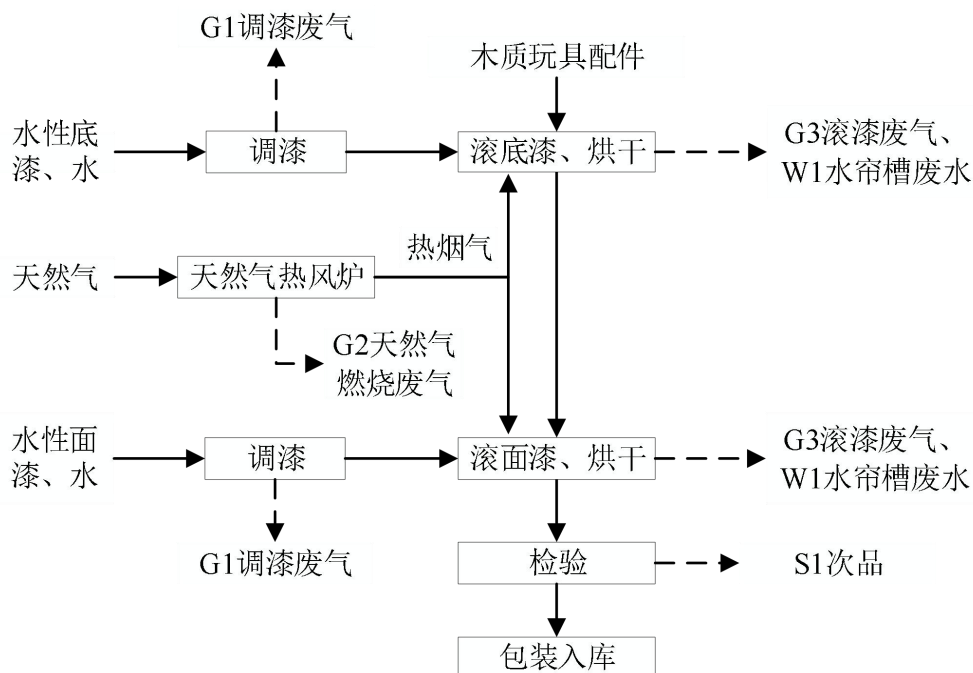 G1调漆废气
木质玩具配件
水性底
漆、水
调漆
滚底漆、烘干
G3滚漆废气、
W1水帘槽废水
热烟气
天然气
天然气热风炉
G2天然气
燃烧废气
水性面
漆、水
调漆
滚面漆、烘干
G3滚漆废气、
W1水帘槽废水
G1调漆废气
检验
S1次品
包装入库